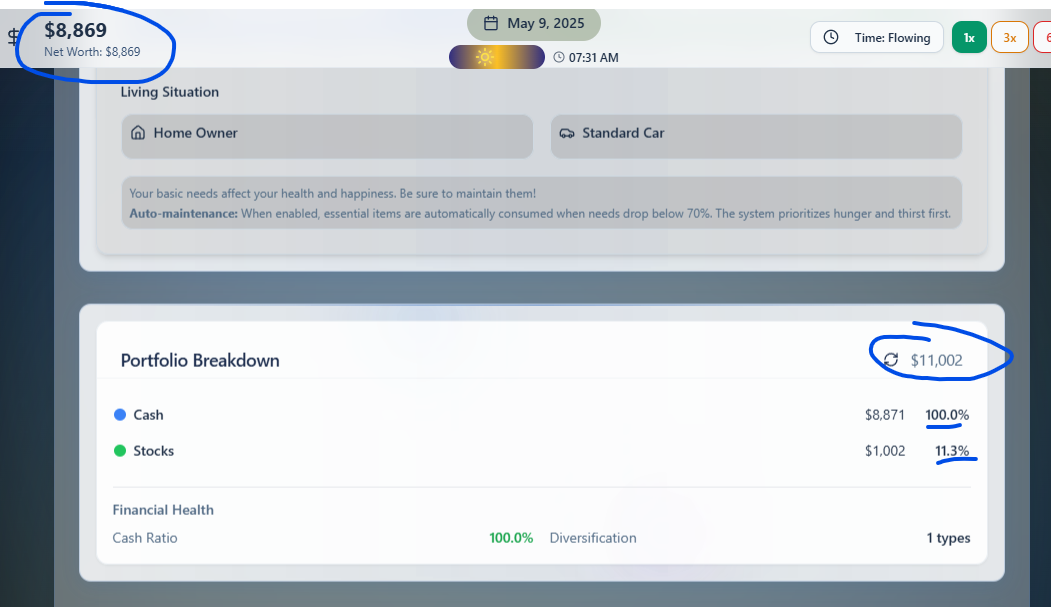 $ $8,869
Net Worth: $8,869
May 9, 2025
07:31 AM
Time: Flowing
1x
3x
6
Living Situation
Home Owner
Standard Car
Your basic needs affect your health and happiness. Be sure to maintain them!
Auto-maintenance: When enabled, essential items are automatically consumed when needs drop below 70%. The system prioritizes hunger and thirst first.
Portfolio Breakdown
$11,002
Cash $8,871 100.0%
Stocks $1,002 11.3%
Financial Health
Cash Ratio 100.0% Diversification 1 types